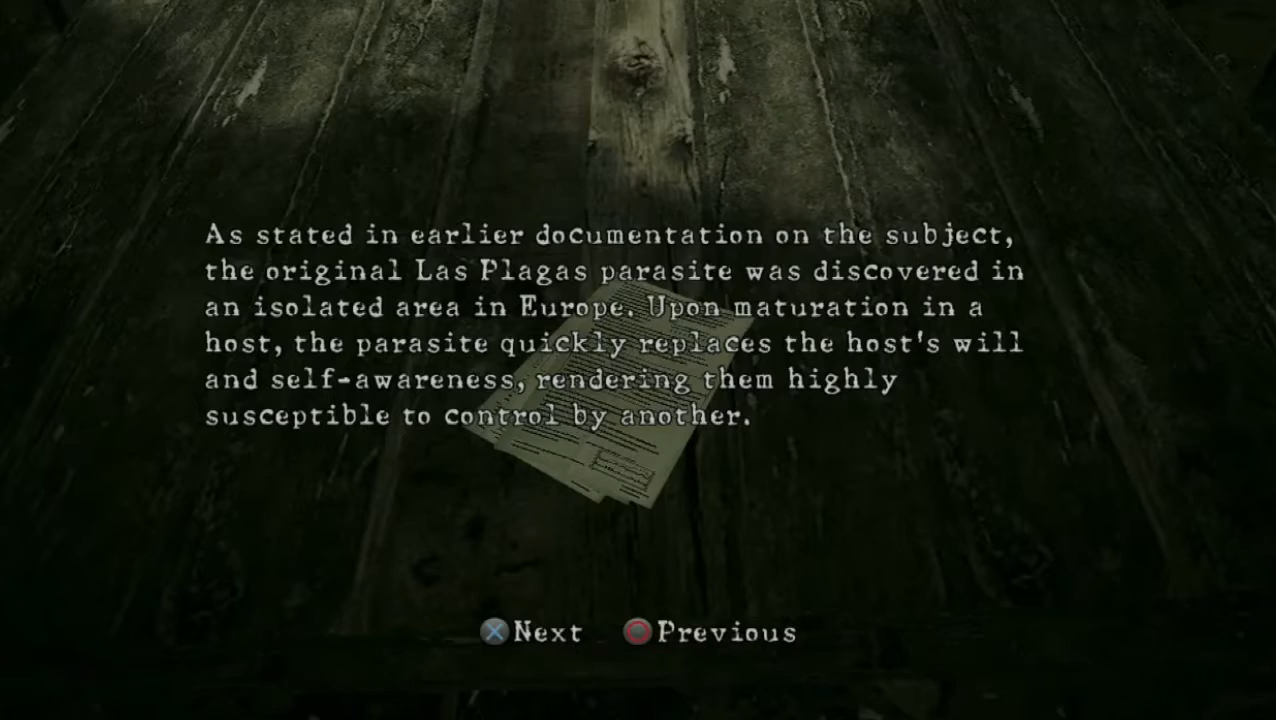 As stated in earlier documentation on the subject,
the original Las Plagas parasite was discovered in
an isolated area in Europe. Upon maturation in a
host, the parasite quickly replaces the host's will
and self-awareness, rendering them highly
susceptible to control by another.
Next Previous